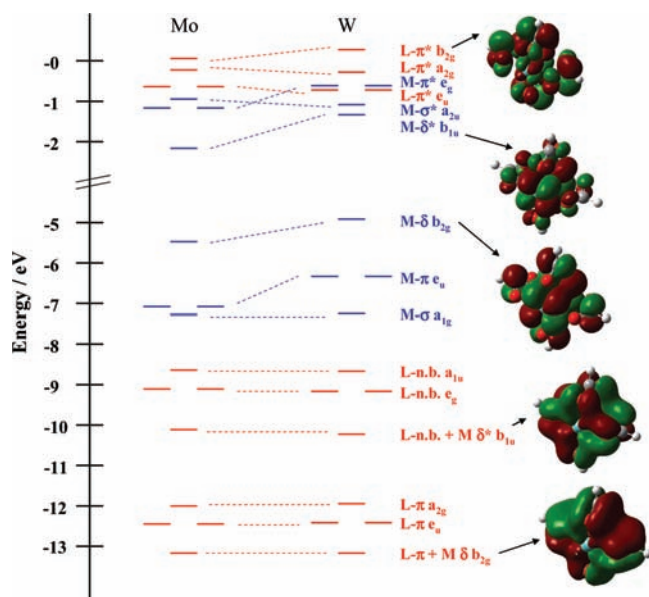 Mo W
-0
-1
-2
-5
-6
-7
-8
-9
-10
-11
-12
-13
Energy / eV
L-π* b2g
L-π* a2g
M-π* eg
L-π* eu
M-σ* a2u
M-δ* b1u
M-δ b2g
M-π eu
M-σ a1g
L-n.b. a1u
L-n.b. eg
L-n.b. + M δ* b1u
L-π a2g
L-π eu
L-π + M δ b2g